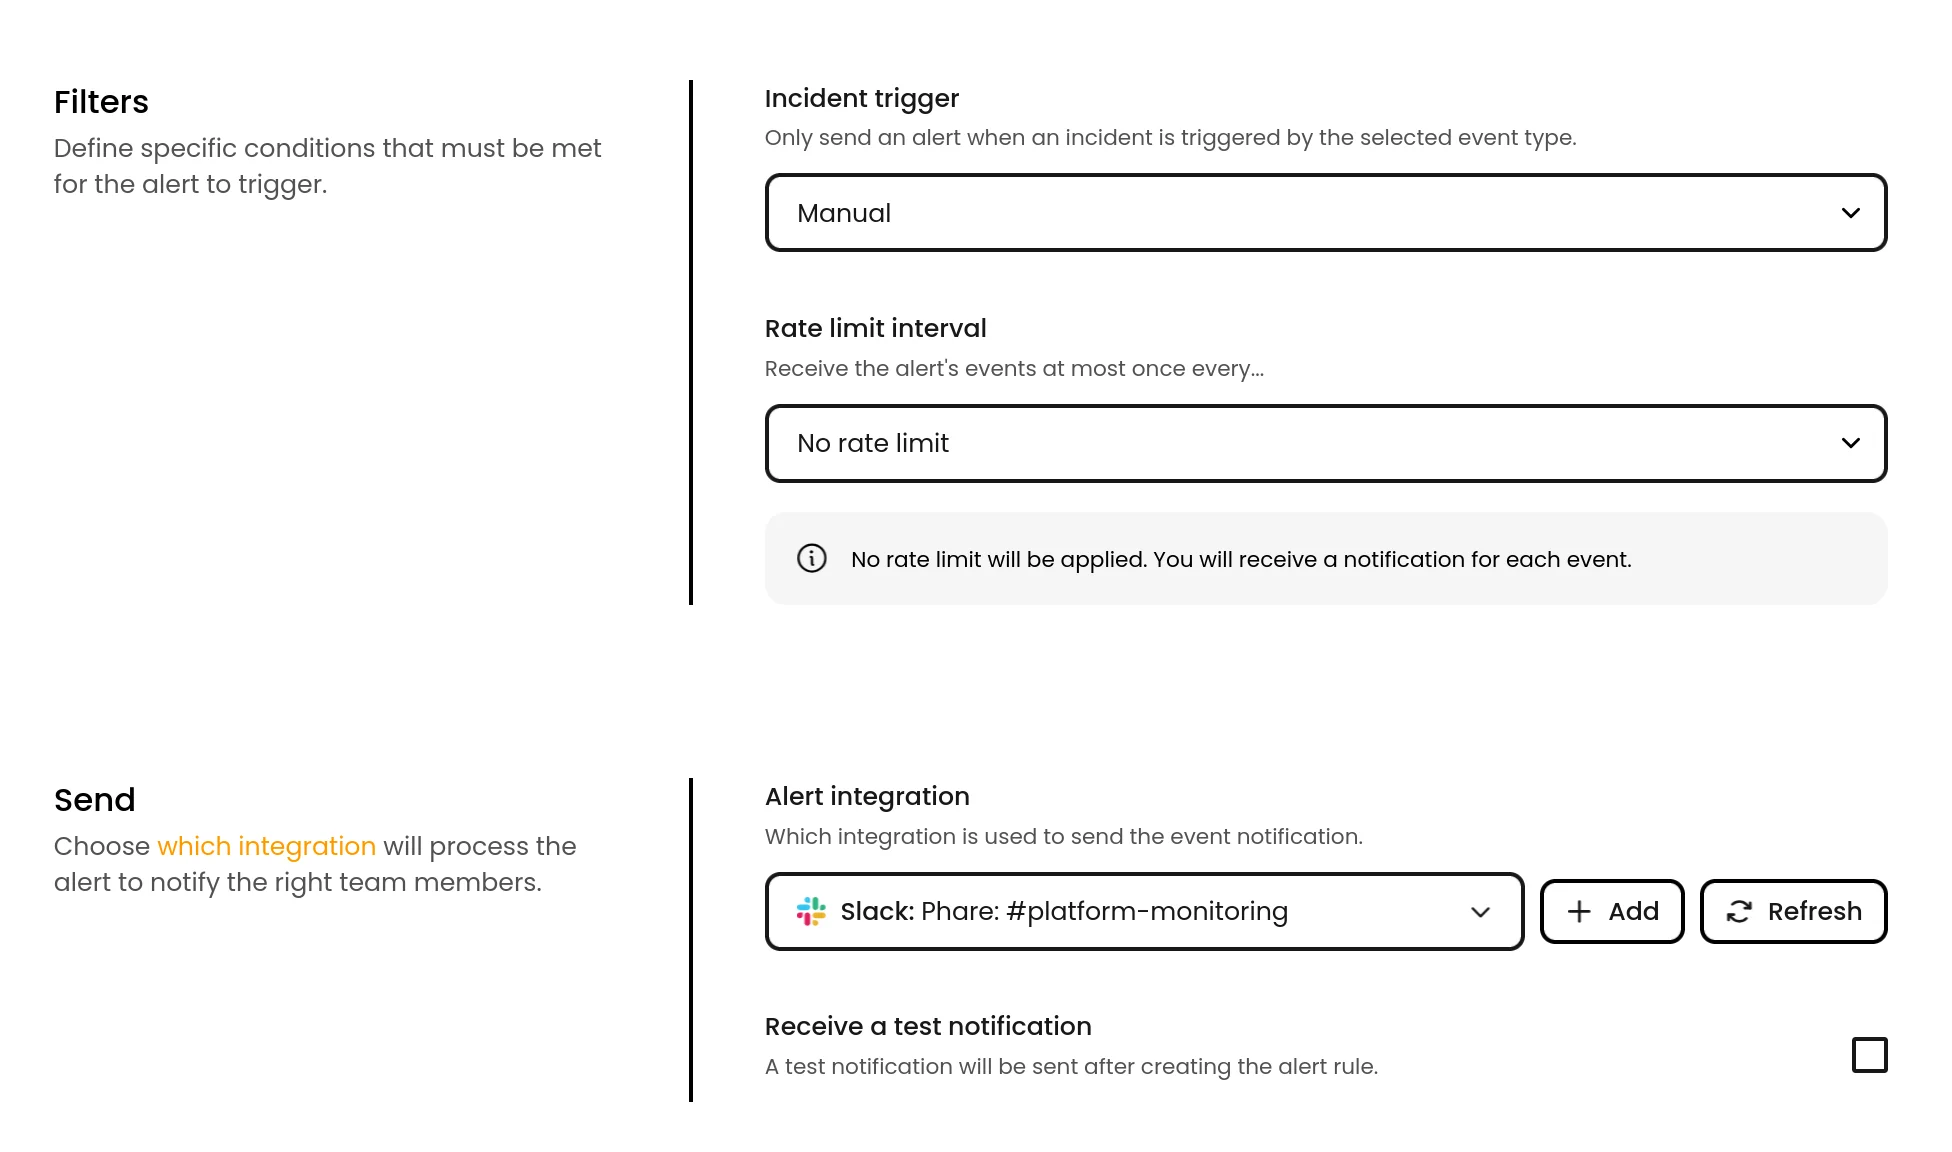 Filters
Define specific conditions that must be met
for the alert to trigger.
Incident trigger
Only send an alert when an incident is triggered by the selected event type.
Manual
Rate limit interval
Receive the alert's events at most once every...
No rate limit
No rate limit will be applied. You will receive a notification for each event.
Send
Choose which integration will process the
alert to notify the right team members.
Alert integration
Which integration is used to send the event notification.
Slack: Phare: #platform-monitoring
Add
Refresh
Receive a test notification
A test notification will be sent after creating the alert rule.